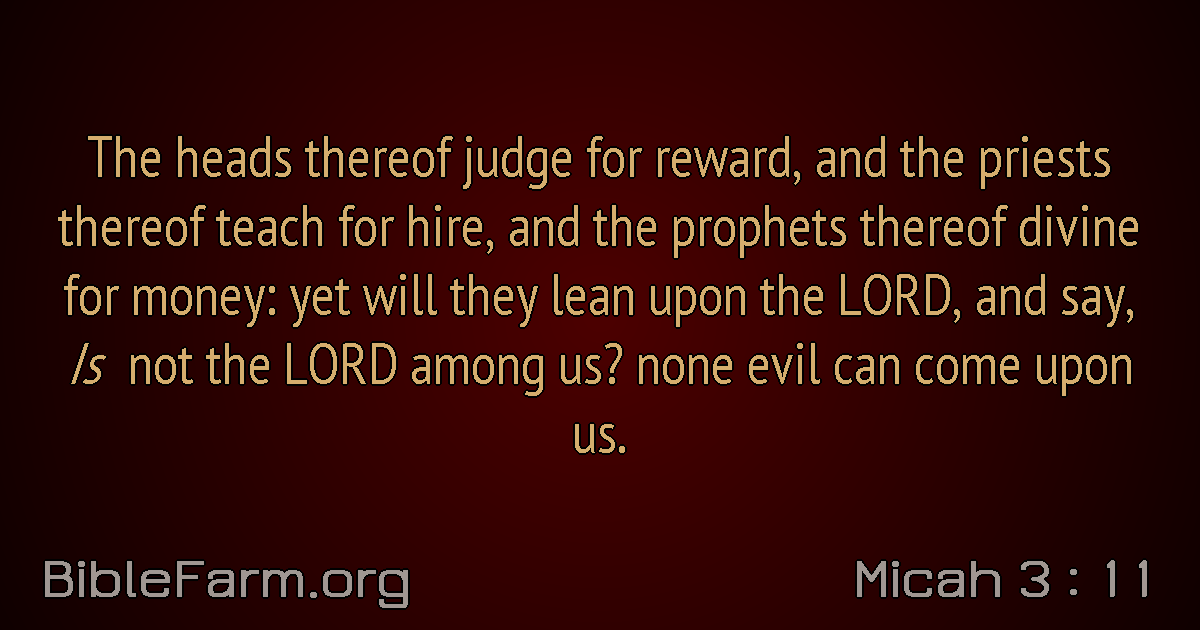 The heads thereof judge for reward, and the priests
thereof teach for hire, and the prophets thereof divine
for money: yet will they lean upon the LORD, and say,
Is not the LORD among us? none evil can come upon
us.
BibleFarm.org
Micah 3 : 11